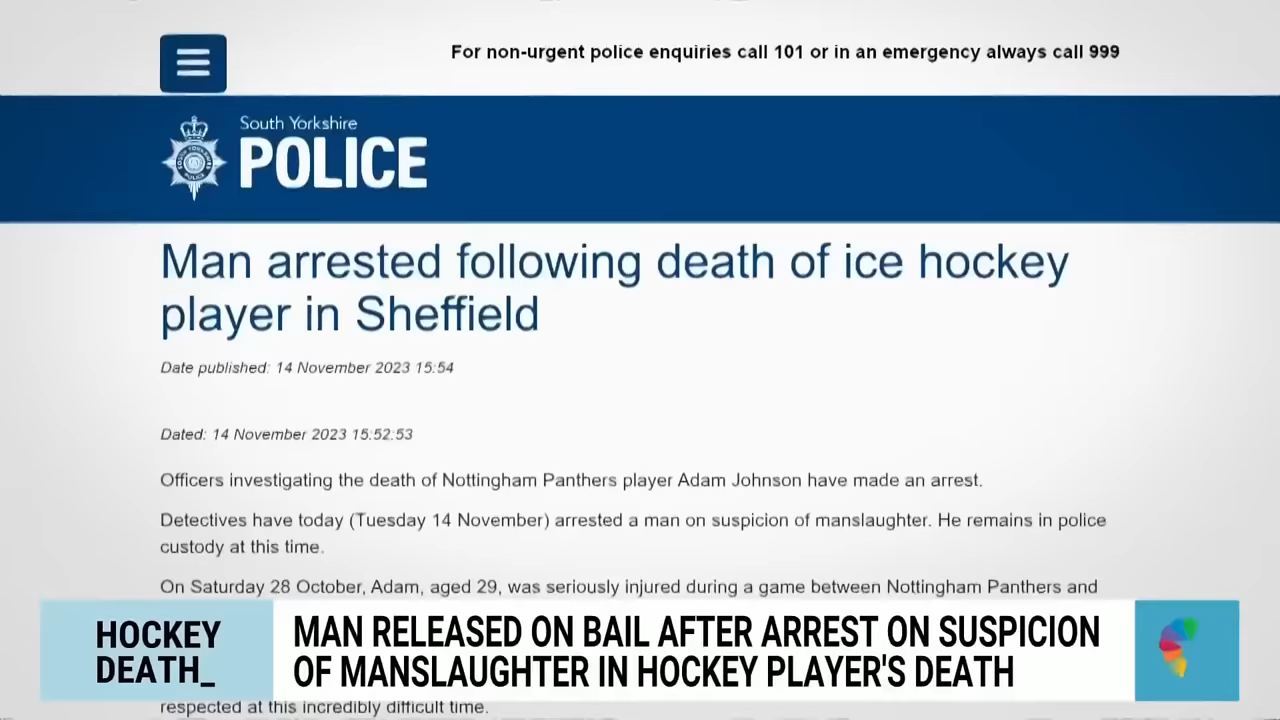 For non-urgent police enquiries call 101 or in an emergency always call 999
South Yorkshire
POLICE
Man arrested following death of ice hockey
player in Sheffield
Date published: 14 November 2023 15:54
Dated: 14 November 2023 15:52:53
Officers investigating the death of Nottingham Panthers player Adam Johnson have made an arrest.
Detectives have today (Tuesday 14 November) arrested a man on suspicion of manslaughter. He remains in police
custody at this time.
On Saturday 28 October, Adam, aged 29, was seriously injured during a game between Nottingham Panthers and
HOCKEY
DEATH_
MAN RELEASED ON BAIL AFTER ARREST ON SUSPICION
OF MANSLAUGHTER IN HOCKEY PLAYER'S DEATH
respected at this incredibly difficult time.